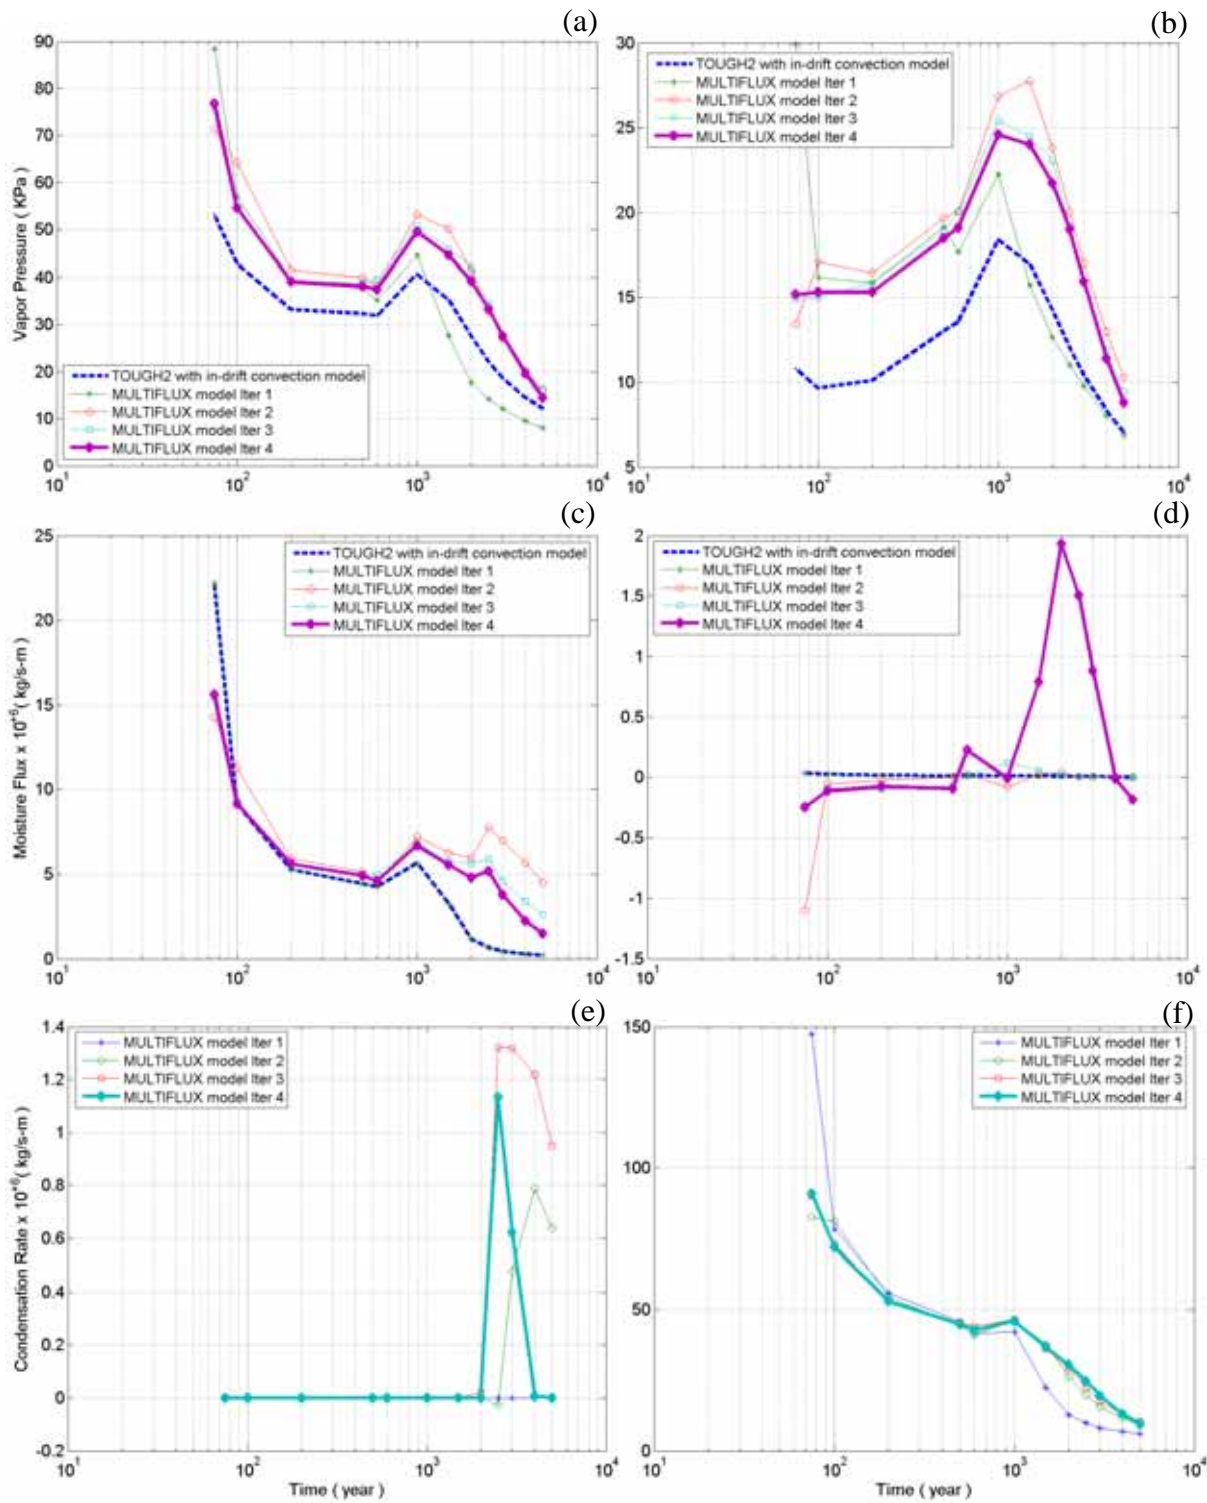 (a)
90
80
70
60
50
40
30
20
10
0
Vapor Pressure ( KPa )
TOUGH2 with in-drift convection model
MULTIFLUX model Iter 1
MULTIFLUX model Iter 2
MULTIFLUX model Iter 3
MULTIFLUX model Iter 4
10^1 10^2 10^3 10^4
(b)
30
25
20
15
10
5
TOUGH2 with in-drift convection model
MULTIFLUX model Iter 1
MULTIFLUX model Iter 2
MULTIFLUX model Iter 3
MULTIFLUX model Iter 4
10^1 10^2 10^3 10^4
(c)
25
20
15
10
5
0
Moisture Flux x 10^+6 ( kg/s-m )
TOUGH2 with in-drift convection model
MULTIFLUX model Iter 1
MULTIFLUX model Iter 2
MULTIFLUX model Iter 3
MULTIFLUX model Iter 4
10^1 10^2 10^3 10^4
(d)
2
1.5
1
0.5
0
-0.5
-1
-1.5
TOUGH2 with in-drift convection model
MULTIFLUX model Iter 1
MULTIFLUX model Iter 2
MULTIFLUX model Iter 3
MULTIFLUX model Iter 4
10^1 10^2 10^3 10^4
(e)
1.4
1.2
1
0.8
0.6
0.4
0.2
0
-0.2
Condensation Rate x 10^+6 ( kg/s-m )
MULTIFLUX model Iter 1
MULTIFLUX model Iter 2
MULTIFLUX model Iter 3
MULTIFLUX model Iter 4
10^1 10^2 10^3 10^4
Time ( year )
(f)
150
100
50
0
MULTIFLUX model Iter 1
MULTIFLUX model Iter 2
MULTIFLUX model Iter 3
MULTIFLUX model Iter 4
10^1 10^2 10^3 10^4
Time ( year )